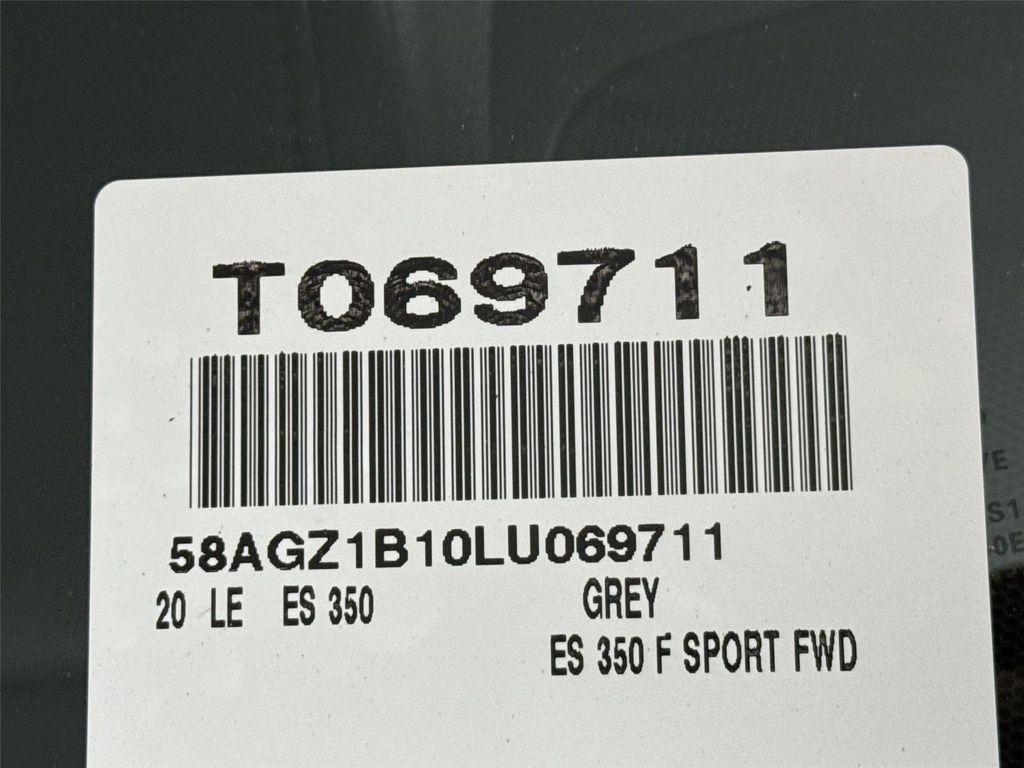 T069711
58AGZ1B10LU069711
20 LE ES 350 GREY
ES 350 F SPORT FWD